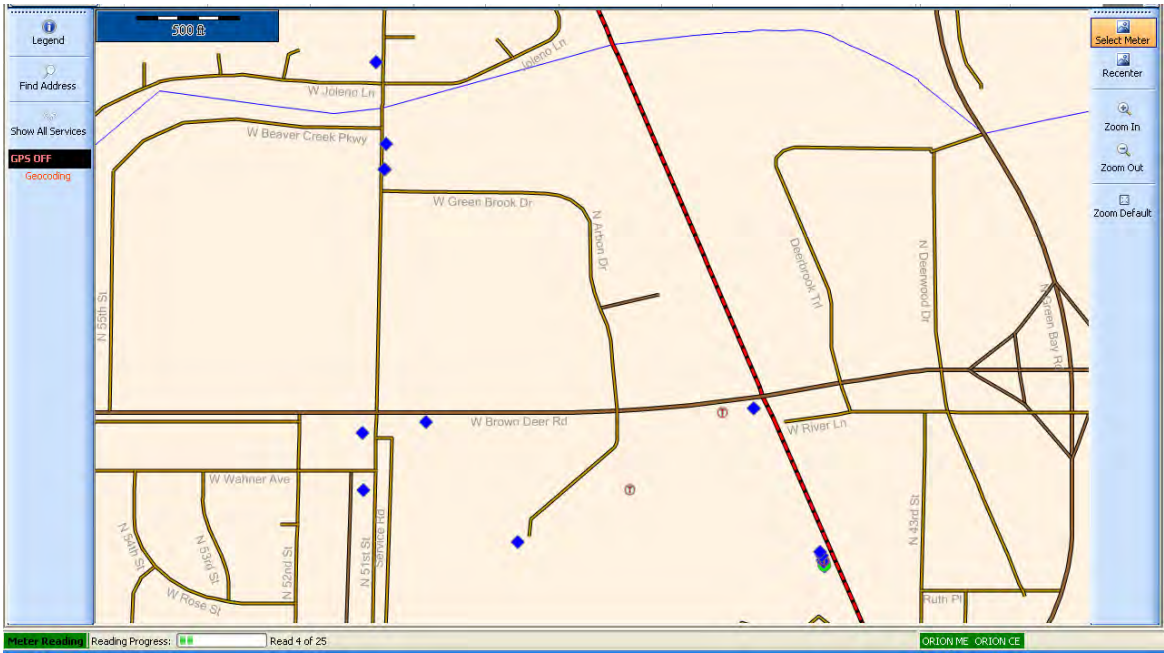 Legend
Find Address
Show All Services
GPS OFF
Geocoding
500 ft
Select Meter
Recenter
Zoom In
Zoom Out
Zoom Default
Joleno Ln
W Joleno Ln
W Beaver Creek Pkwy
W Green Brook Dr
N Arbon Dr
Deerbrook Trl
N Deerwood Dr
N Green Bay Rd
N 55th St
W Brown Deer Rd
T
W River Ln
W Wahner Ave
T
N 54th St
N 53rd St
N 52nd St
N 51st St
Service Rd
N 43rd St
W Rose St
Ruth Pl
Meter Reading
Reading Progress:
Read 4 of 25
ORION ME ORION CE